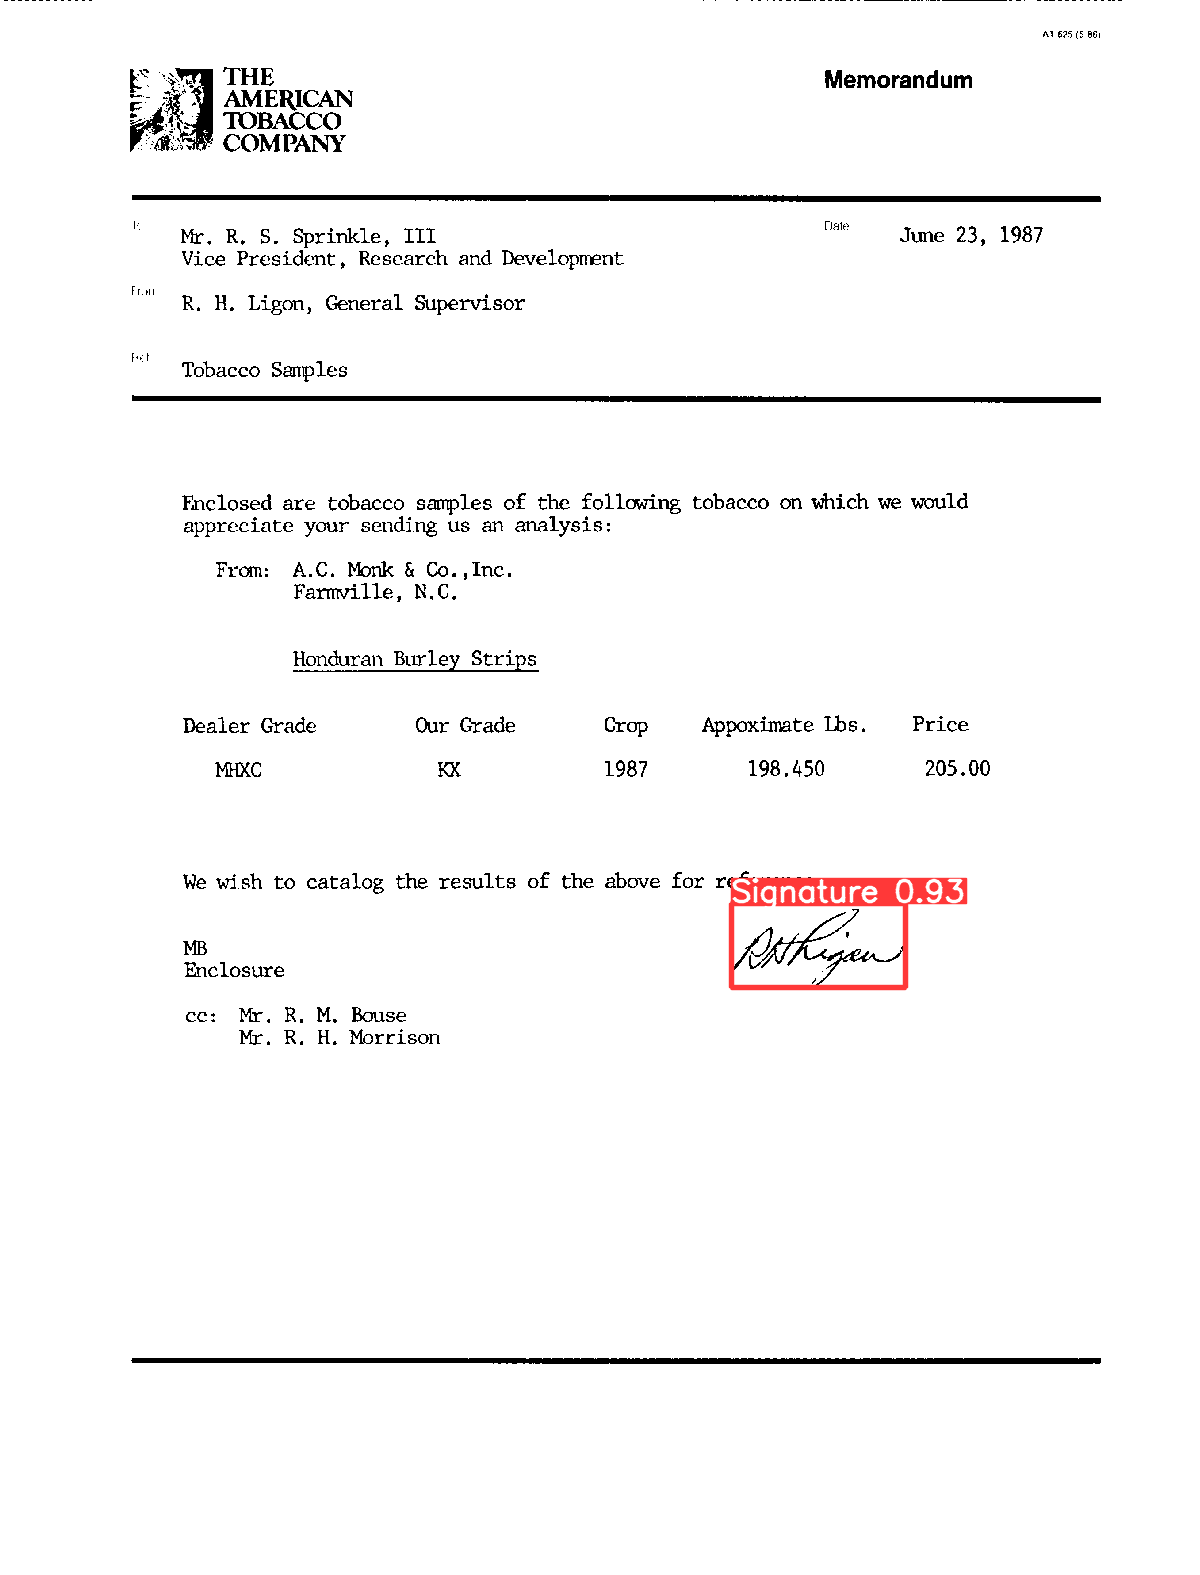 AT 625 (5 86)
THE
AMERICAN
TOBACCO
COMPANY
Memorandum
Mr. R. S. Sprinkle, III
Date
June 23, 1987
Vice President, Research and Development
From
R. H. Ligon, General Supervisor
Tobacco Samples
Enclosed are tobacco samples of the following tobacco on which we would
appreciate your sending us an analysis:
From: A.C. Monk & Co.,Inc.
Farmville, N.C.
Honduran Burley Strips
Dealer Grade Our Grade Crop Appoximate Lbs. Price
MHXC KX 1987 198.450 205.00
We wish to catalog the results of the above for
Signature 0.93
RHLigon
MB
Enclosure
cc: Mr. R. M. Bouse
Mr. R. H. Morrison